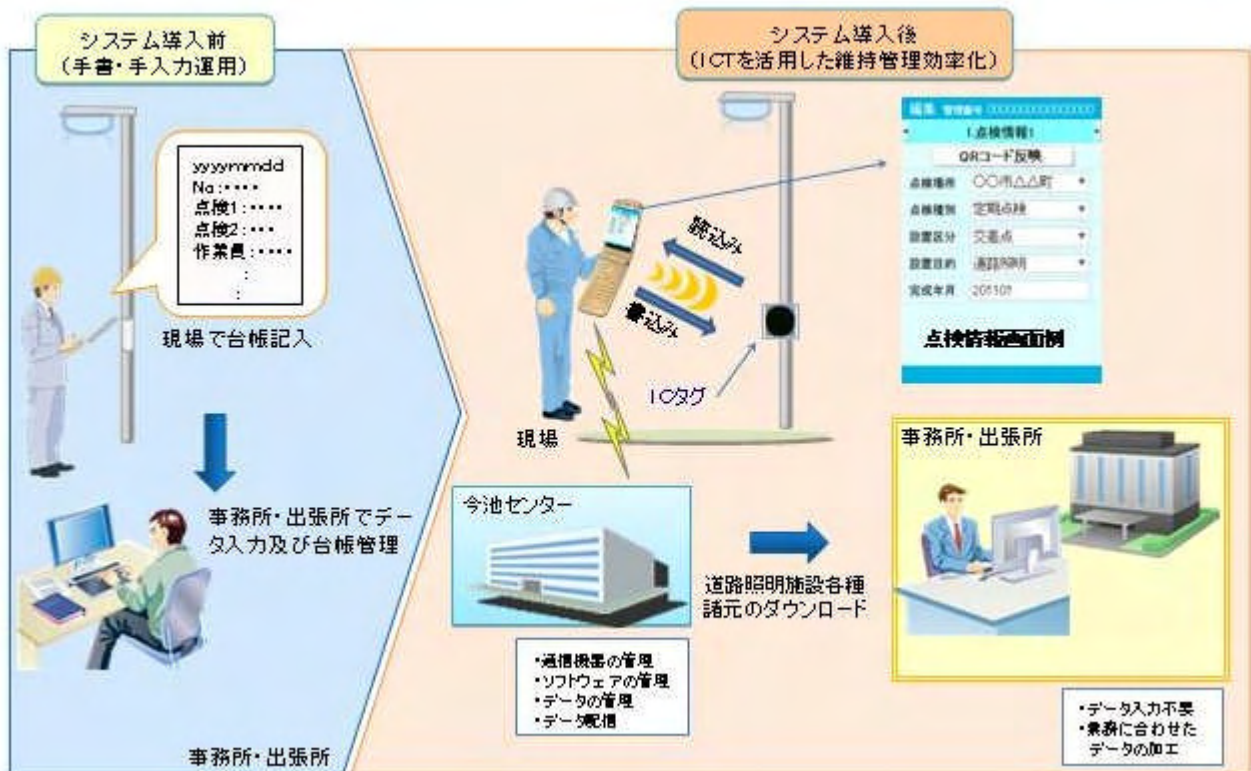 システム導入前
(手書・手入力運用)
yyyymmdd
No:・・・・
点検1:・・・・
点検2:・・・
作業員:・・・・
:
:
現場で台帳記入
事務所・出張所でデー
タ入力及び台帳管理
事務所・出張所
システム導入後
(ICTを活用した維持管理効率化)
編集 管理番号 000000000000000
1.点検情報1
QRコード反映
点検場所 〇〇市△△町
点検種別 定期点検
設置区分 交差点
設置目的 道路照明
完成年月 201101
点検情報画面例
読込み
書込み
ICタグ
現場
今池センター
・通信機器の管理
・ソフトウェアの管理
・データの管理
・データ配信
道路照明施設各種
諸元のダウンロード
事務所・出張所
・データ入力不要
・業務に合わせた
データの加工